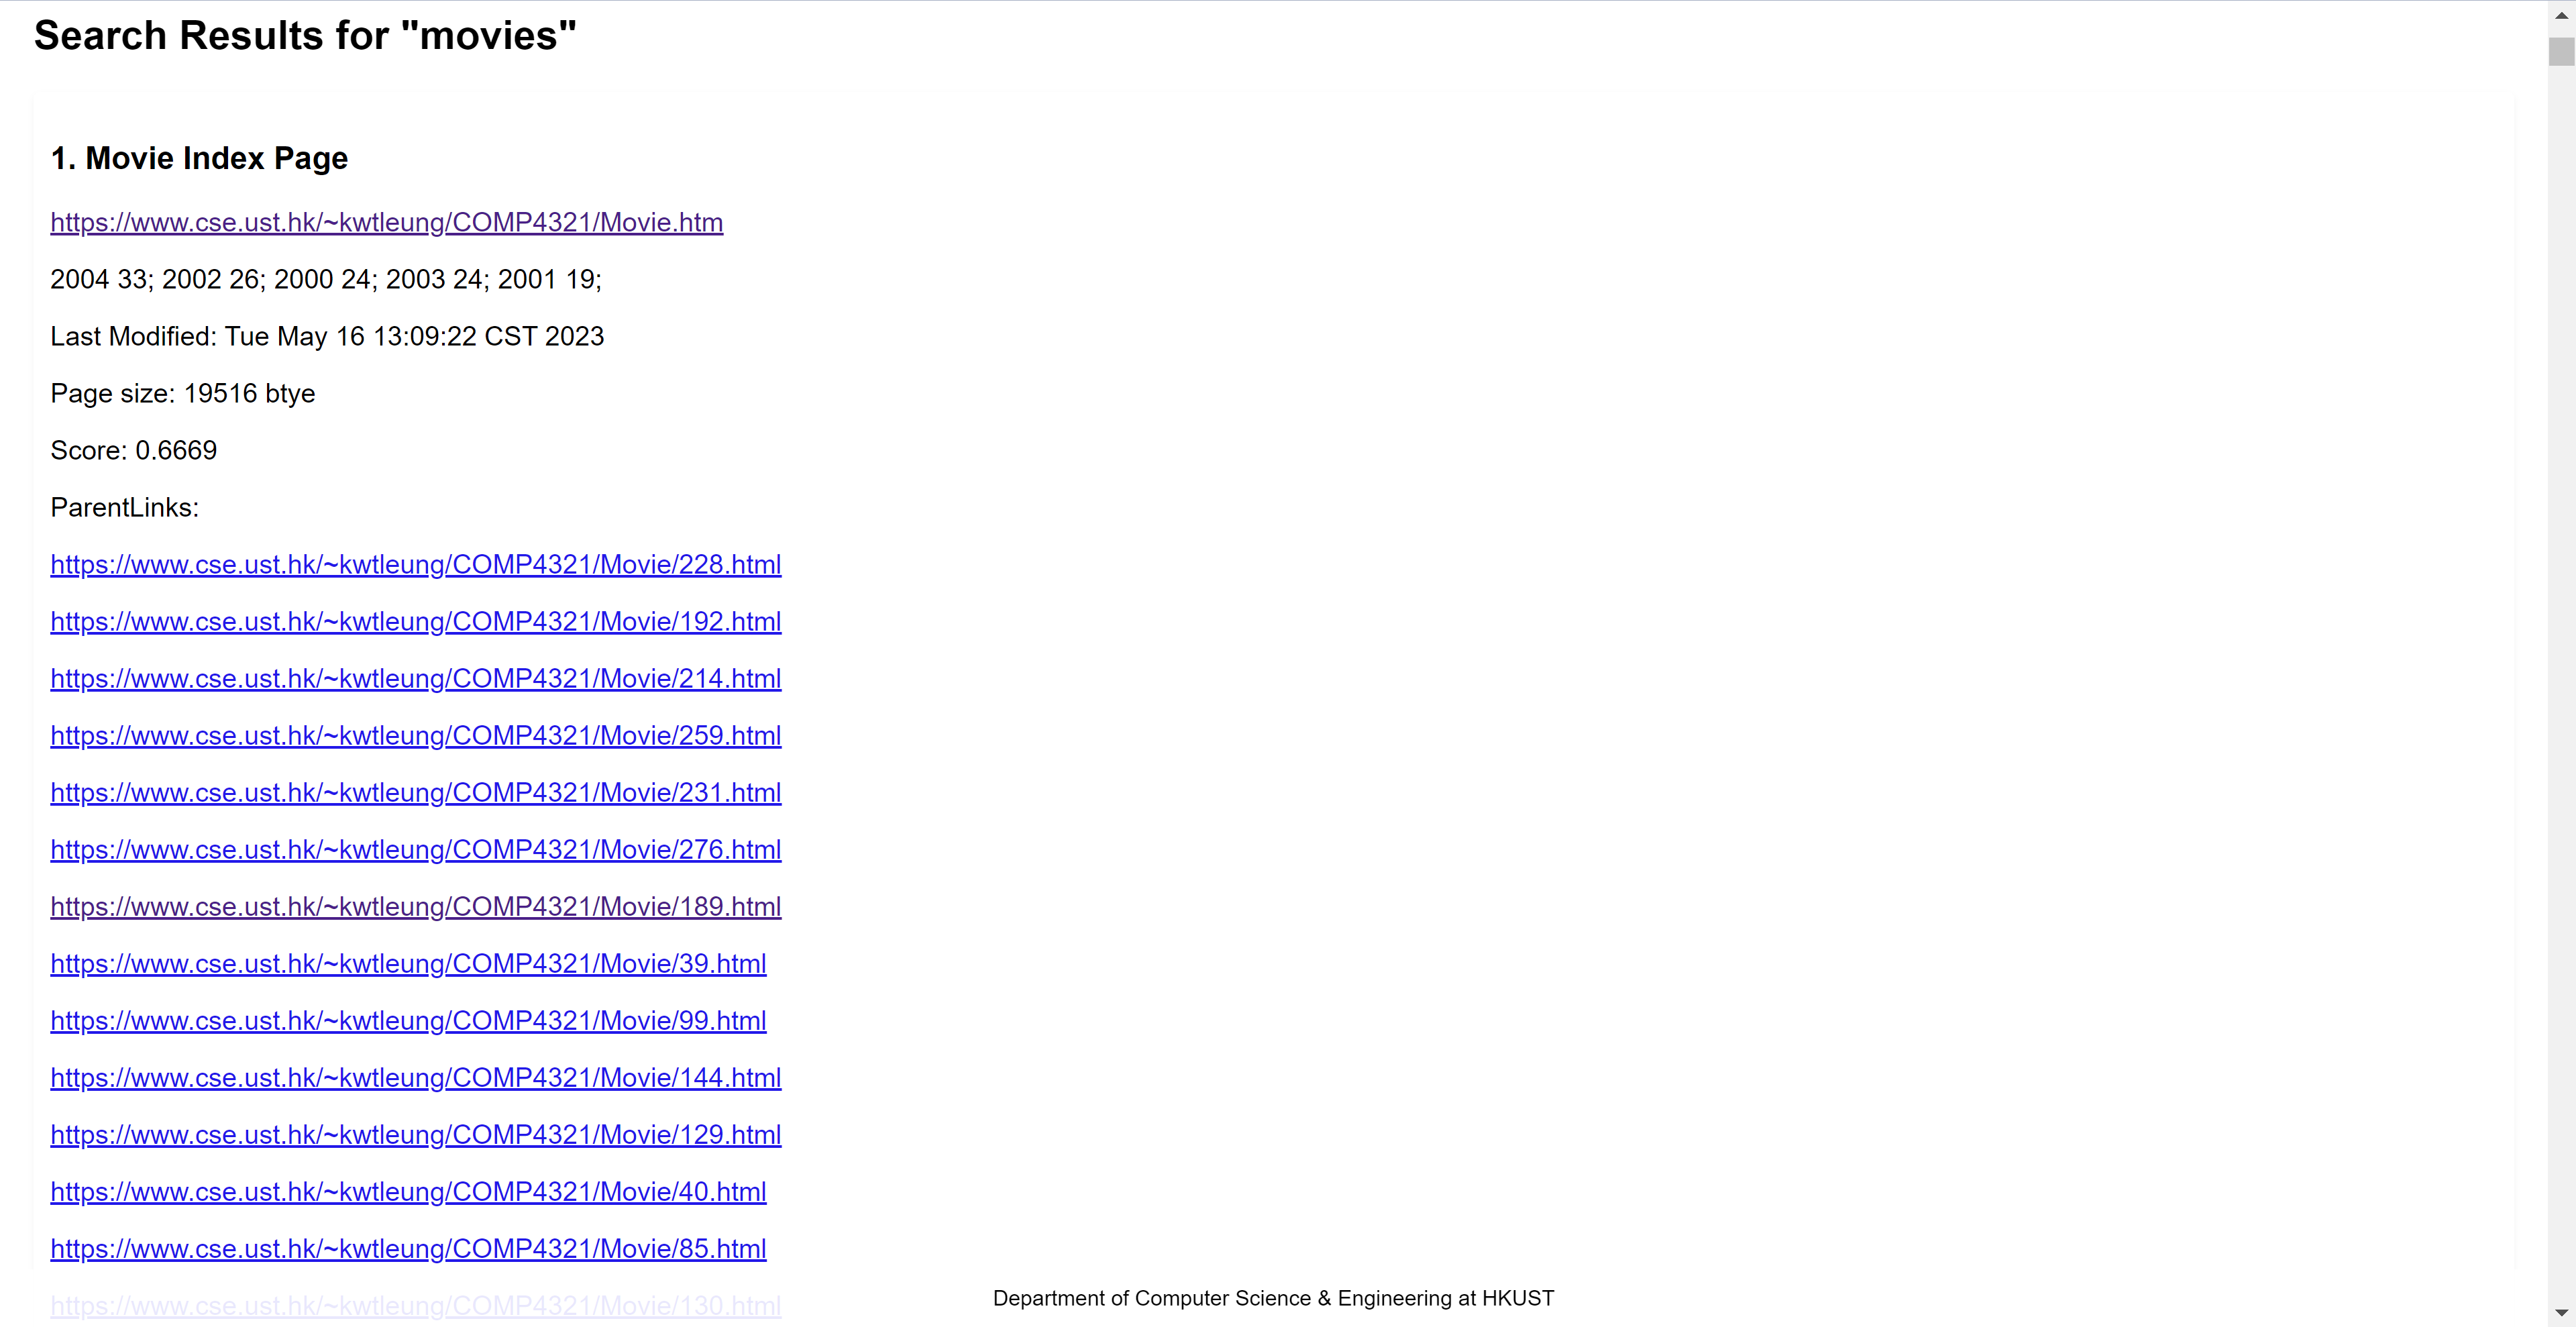 Search Results for "movies"
1. Movie Index Page
https://www.cse.ust.hk/~kwtleung/COMP4321/Movie.htm
2004 33; 2002 26; 2000 24; 2003 24; 2001 19;
Last Modified: Tue May 16 13:09:22 CST 2023
Page size: 19516 btye
Score: 0.6669
ParentLinks:
https://www.cse.ust.hk/~kwtleung/COMP4321/Movie/228.html
https://www.cse.ust.hk/~kwtleung/COMP4321/Movie/192.html
https://www.cse.ust.hk/~kwtleung/COMP4321/Movie/214.html
https://www.cse.ust.hk/~kwtleung/COMP4321/Movie/259.html
https://www.cse.ust.hk/~kwtleung/COMP4321/Movie/231.html
https://www.cse.ust.hk/~kwtleung/COMP4321/Movie/276.html
https://www.cse.ust.hk/~kwtleung/COMP4321/Movie/189.html
https://www.cse.ust.hk/~kwtleung/COMP4321/Movie/39.html
https://www.cse.ust.hk/~kwtleung/COMP4321/Movie/99.html
https://www.cse.ust.hk/~kwtleung/COMP4321/Movie/144.html
https://www.cse.ust.hk/~kwtleung/COMP4321/Movie/129.html
https://www.cse.ust.hk/~kwtleung/COMP4321/Movie/40.html
https://www.cse.ust.hk/~kwtleung/COMP4321/Movie/85.html
https://www.cse.ust.hk/~kwtleung/COMP4321/Movie/130.html
Department of Computer Science & Engineering at HKUST